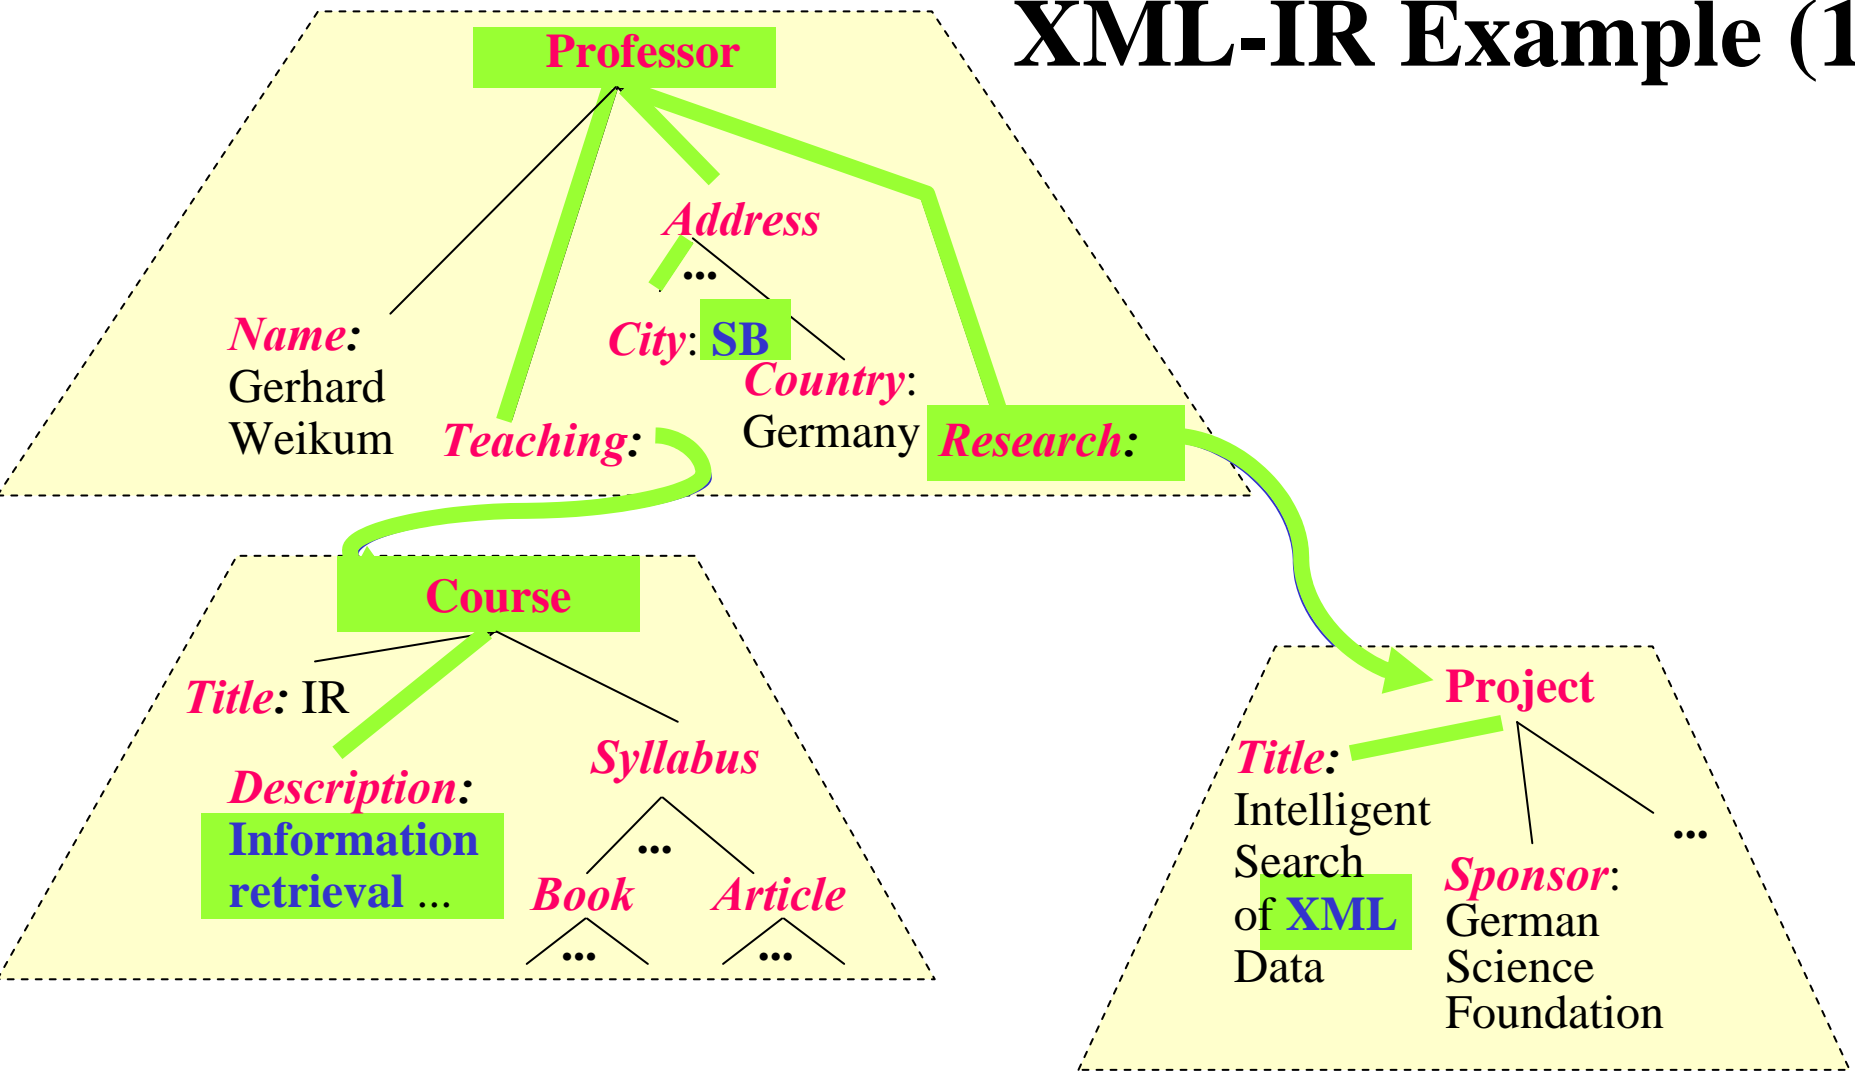 XML-IR Example (1
Professor
Address
...
Name:
Gerhard
Weikum
City: SB
Country:
Germany
Teaching:
Research:
Course
Title: IR
Description:
Information
retrieval ...
Syllabus
...
Book
Article
...
...
Project
Title:
Intelligent
Search
of XML
Data
Sponsor:
German
Science
Foundation
...